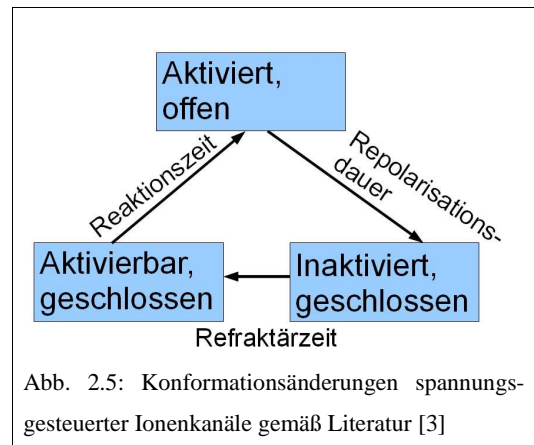 Aktiviert,
offen
Reaktionszeit
Repolarisations-
dauer
Aktivierbar,
geschlossen
Inaktiviert,
geschlossen
Refraktärzeit
Abb. 2.5: Konformationsänderungen spannungs-
gesteuerter Ionenkanäle gemäß Literatur [3]